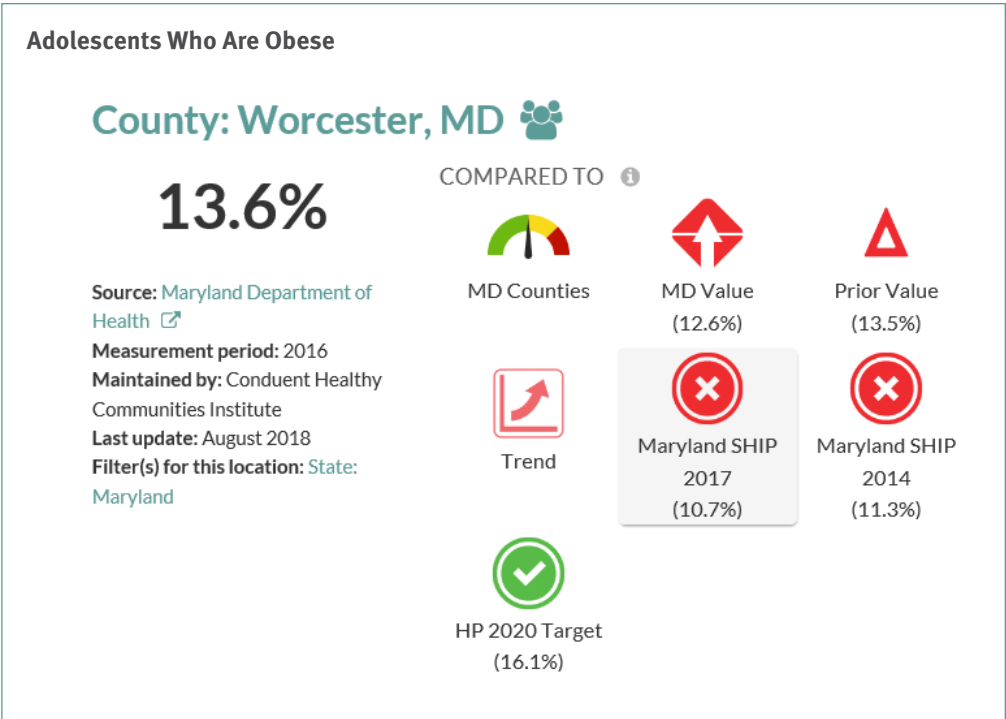 Adolescents Who Are Obese
County: Worcester, MD
13.6%
Source: Maryland Department of
Health
Measurement period: 2016
Maintained by: Conduent Healthy
Communities Institute
Last update: August 2018
Filter(s) for this location: State:
Maryland
COMPARED TO
MD Counties
MD Value
(12.6%)
Prior Value
(13.5%)
Trend
Maryland SHIP
2017
(10.7%)
Maryland SHIP
2014
(11.3%)
HP 2020 Target
(16.1%)